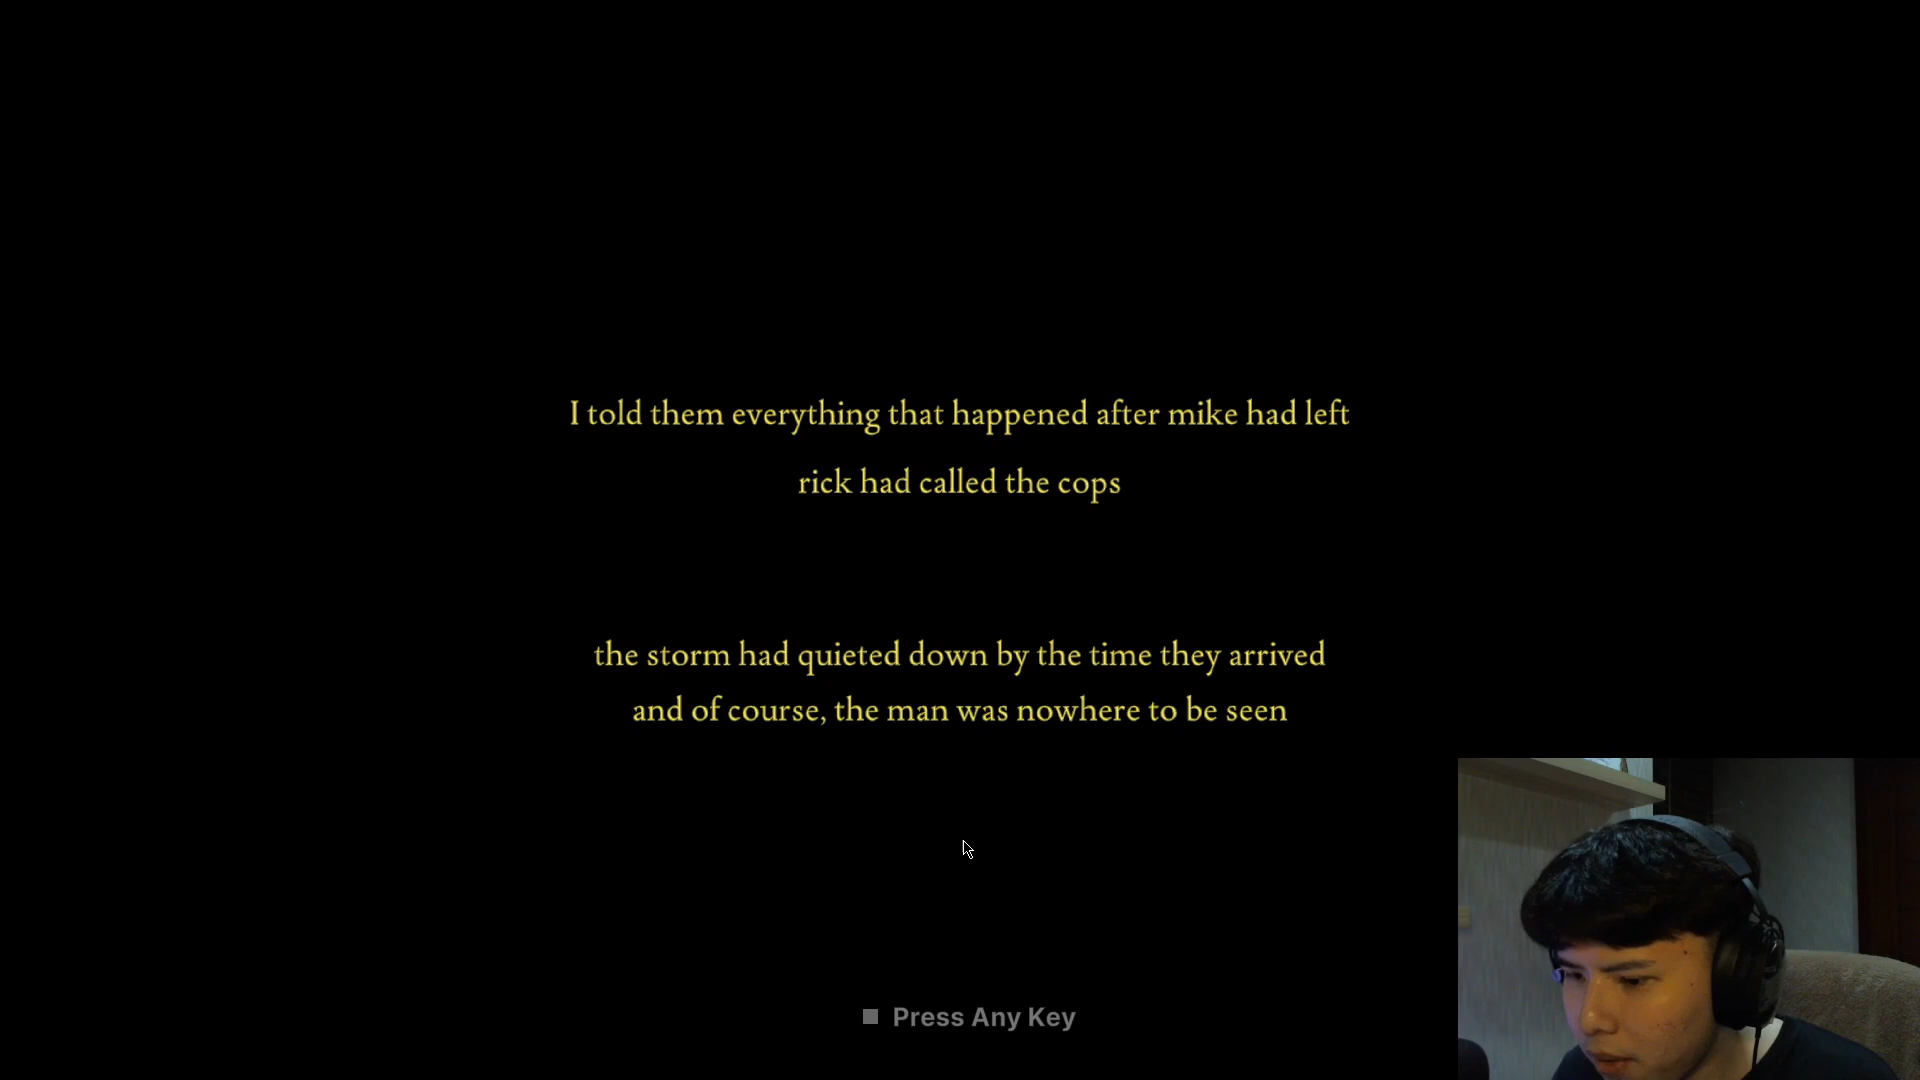 I told them everything that happened after mike had left
rick had called the cops
the storm had quieted down by the time they arrived
and of course, the man was nowhere to be seen
Press Any Key